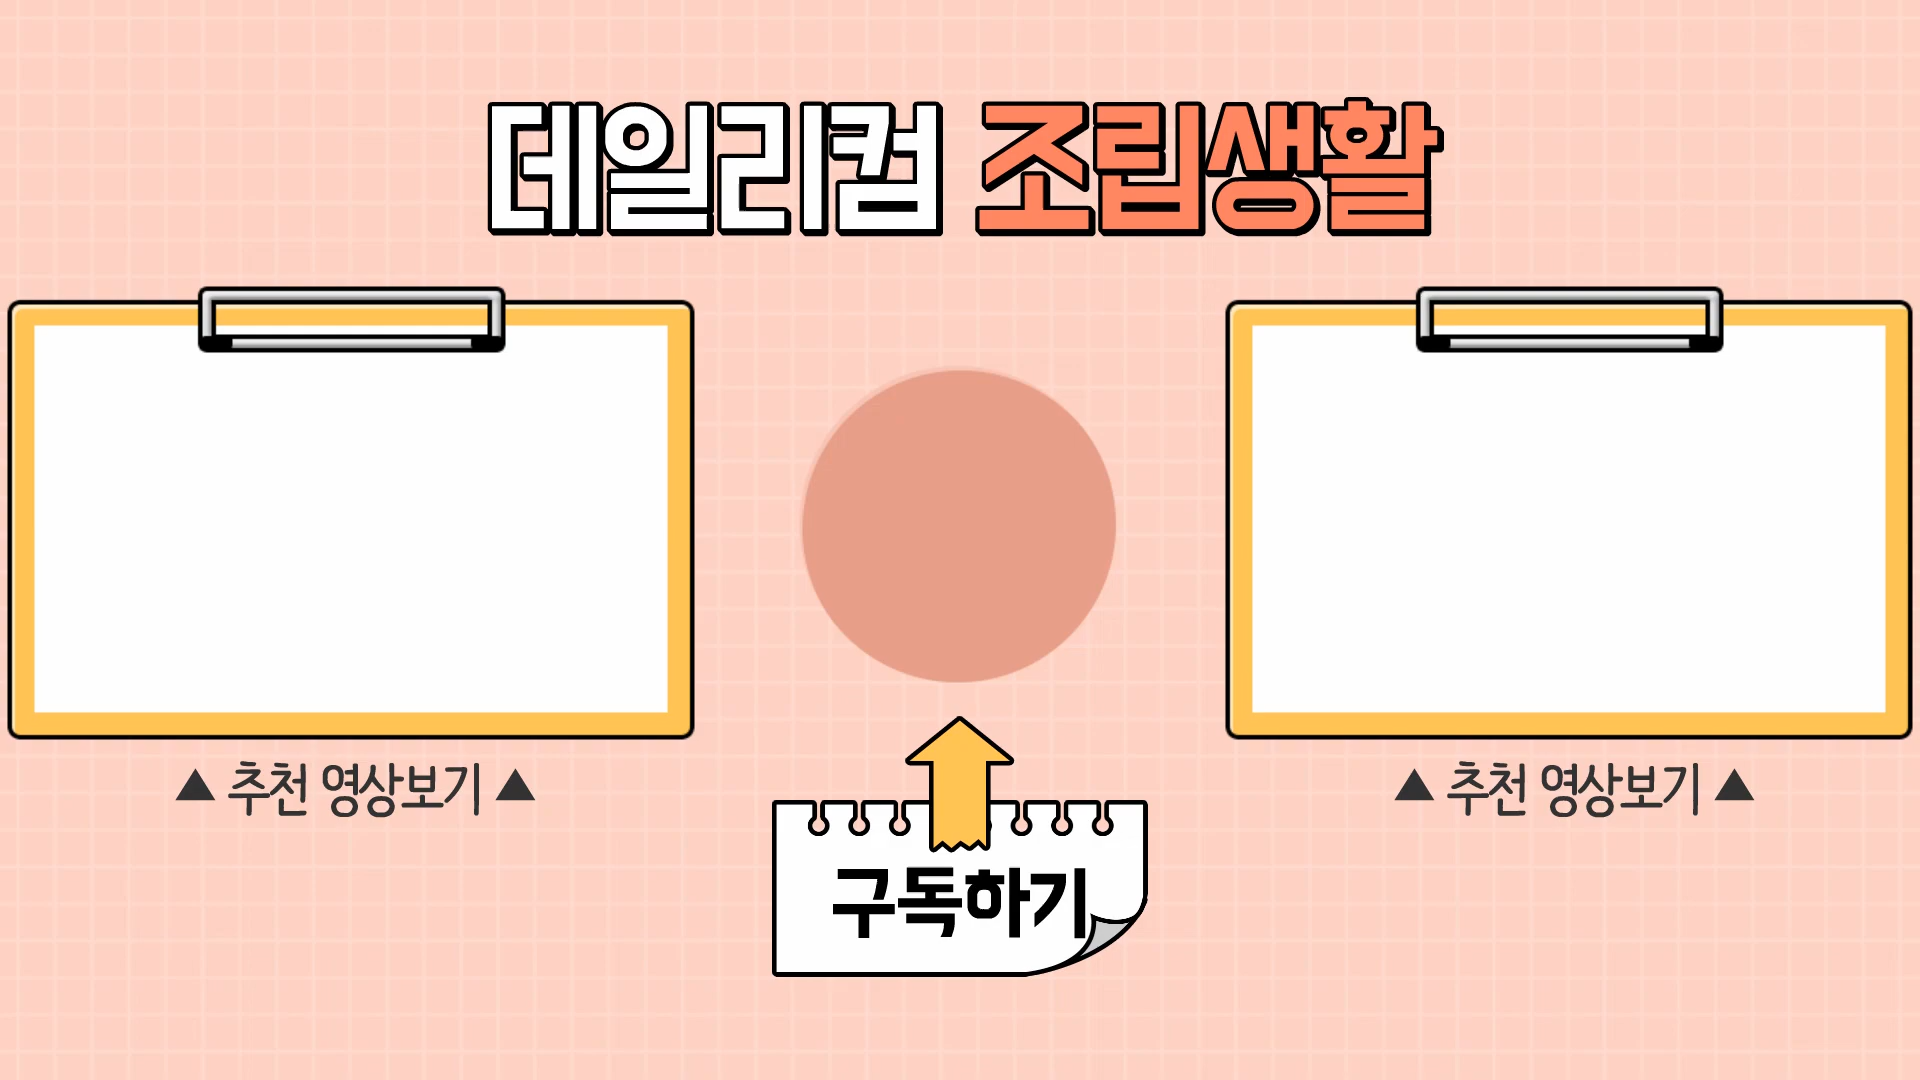 데일리컴 조립생활
▲ 추천 영상보기 ▲
▲ 추천 영상보기 ▲
구독하기